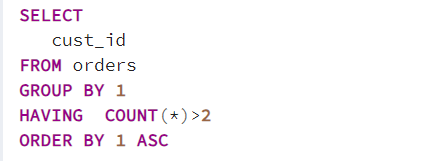 SELECT
   cust_id
FROM orders
GROUP BY 1
HAVING  COUNT(*)>2
ORDER BY 1 ASC